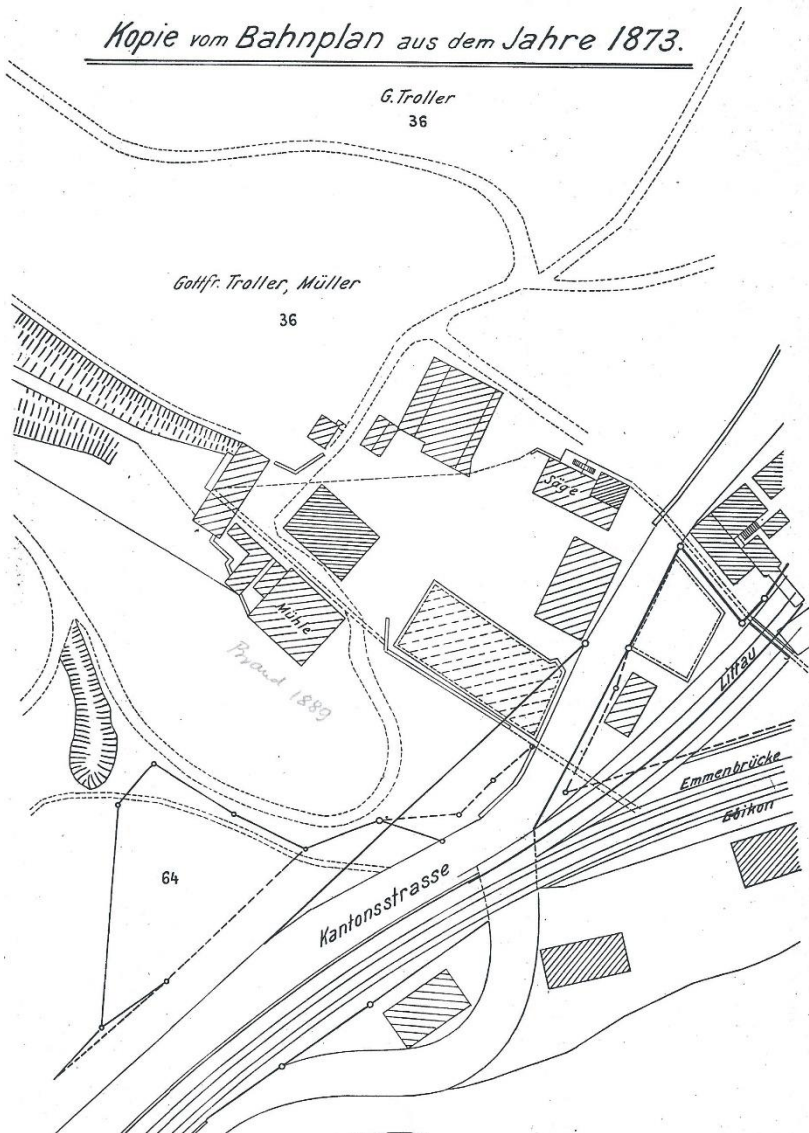 Kopie vom Bahnplan aus dem Jahre 1873.
G. Troller
36
Gottfr. Troller, Müller
36
Säge
Mühle
Brand 1889
Littau
Emmenbrücke
Ebikon
64
Kantonsstrasse